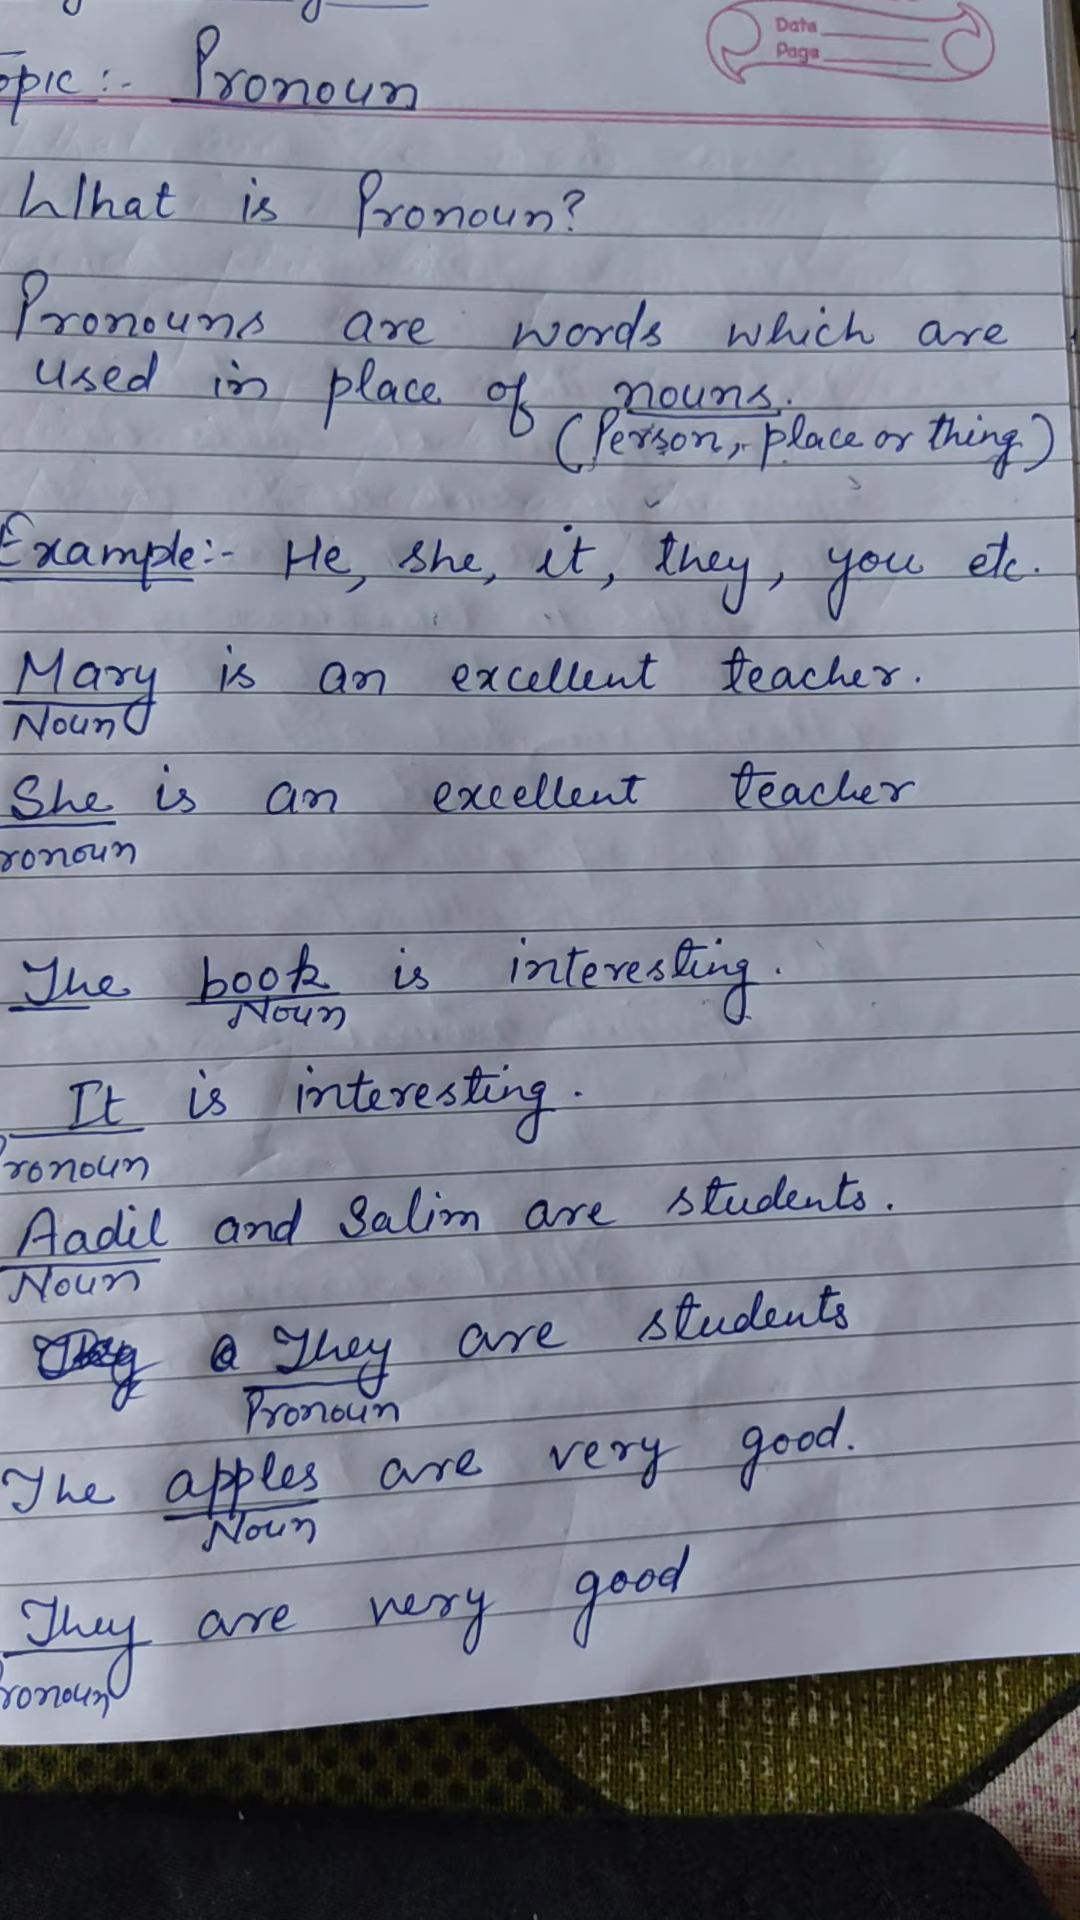 Date
Page
opic :- Pronoun
What is Pronoun?
Pronouns are words which are
used in place of nouns.
(Person, place or thing)
Example:- He, she, it, they, you etc.
Mary is an excellent teacher.
Noun
She is an excellent teacher
ronoun
The book is interesting.
Noun
It is interesting.
Pronoun
Aadil and Salim are students.
Noun
They are students
Pronoun
The apples are very good.
Noun
They are very good
Pronoun